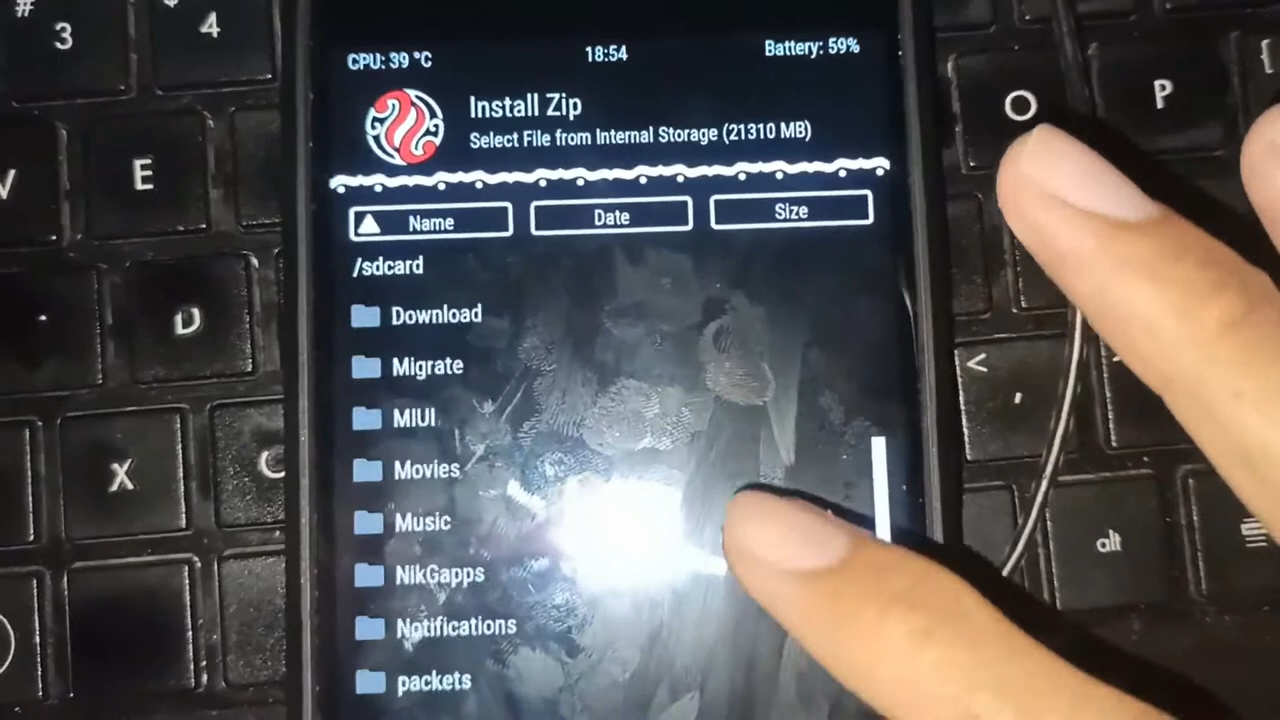 CPU: 39 °C 18:54 Battery: 59%
Install Zip
Select File from Internal Storage (21310 MB)
Name Date Size
/sdcard
Download
Migrate
MIUI
Movies
Music
NikGapps
Notifications
packets
#
3
4
E
D
X
C
O
P
{
<
,
alt